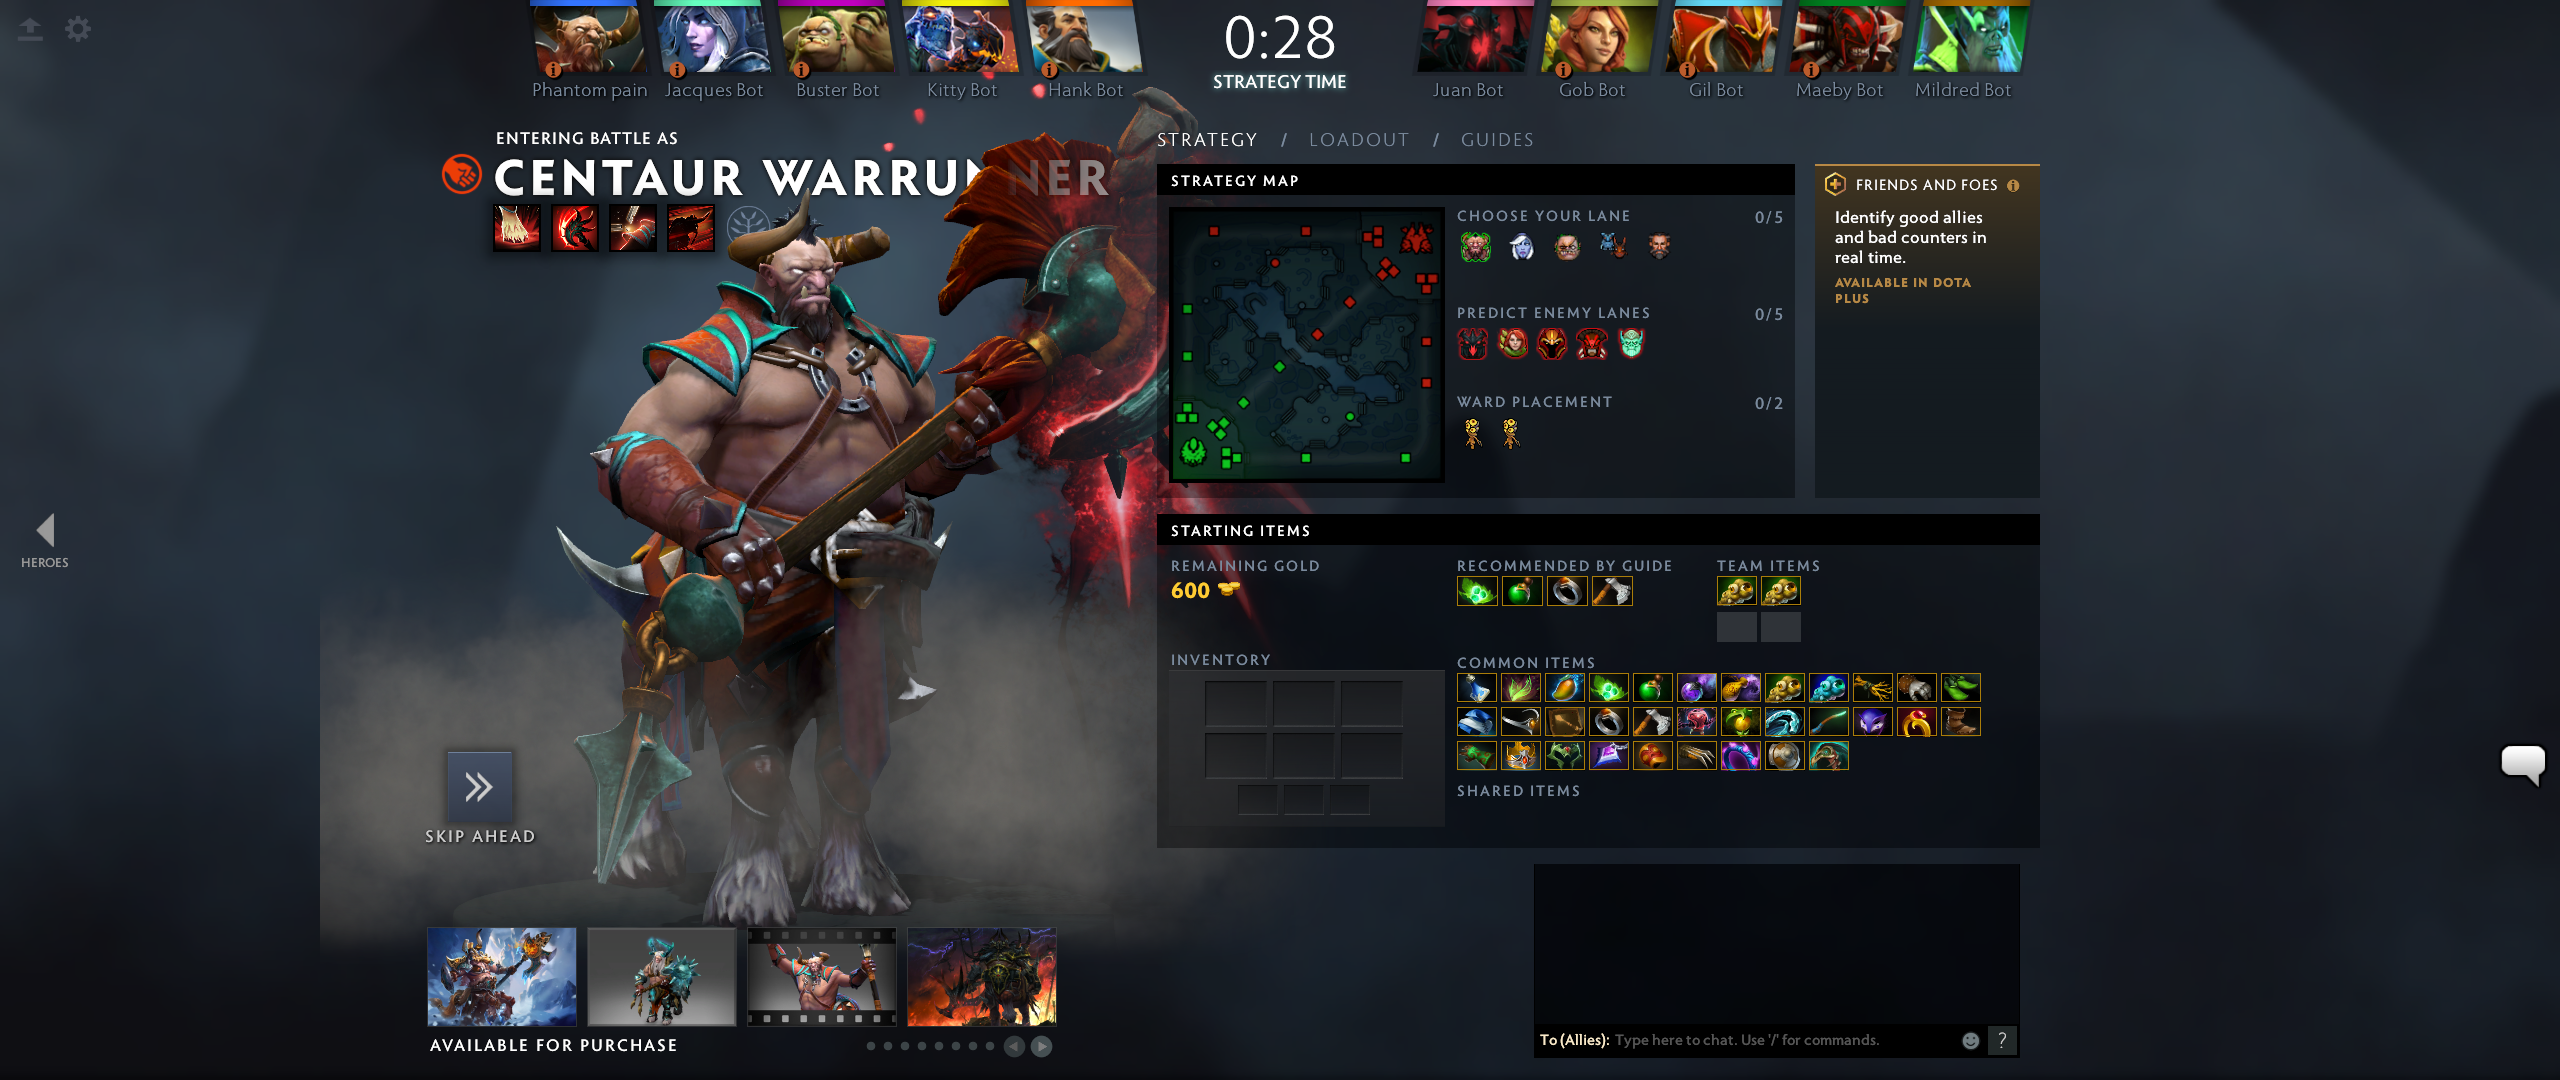 0:28
STRATEGY TIME
Phantom pain
Jacques Bot
Buster Bot
Kitty Bot
Hank Bot
Juan Bot
Gob Bot
Gil Bot
Maeby Bot
Mildred Bot
ENTERING BATTLE AS
CENTAUR WARRUNNER
STRATEGY / LOADOUT / GUIDES
STRATEGY MAP
CHOOSE YOUR LANE 0/5
PREDICT ENEMY LANES 0/5
WARD PLACEMENT 0/2
FRIENDS AND FOES
Identify good allies
and bad counters in
real time.
AVAILABLE IN DOTA
PLUS
HEROES
STARTING ITEMS
REMAINING GOLD
600
RECOMMENDED BY GUIDE
TEAM ITEMS
INVENTORY
COMMON ITEMS
SHARED ITEMS
SKIP AHEAD
AVAILABLE FOR PURCHASE
To (Allies): Type here to chat. Use '/' for commands.
?